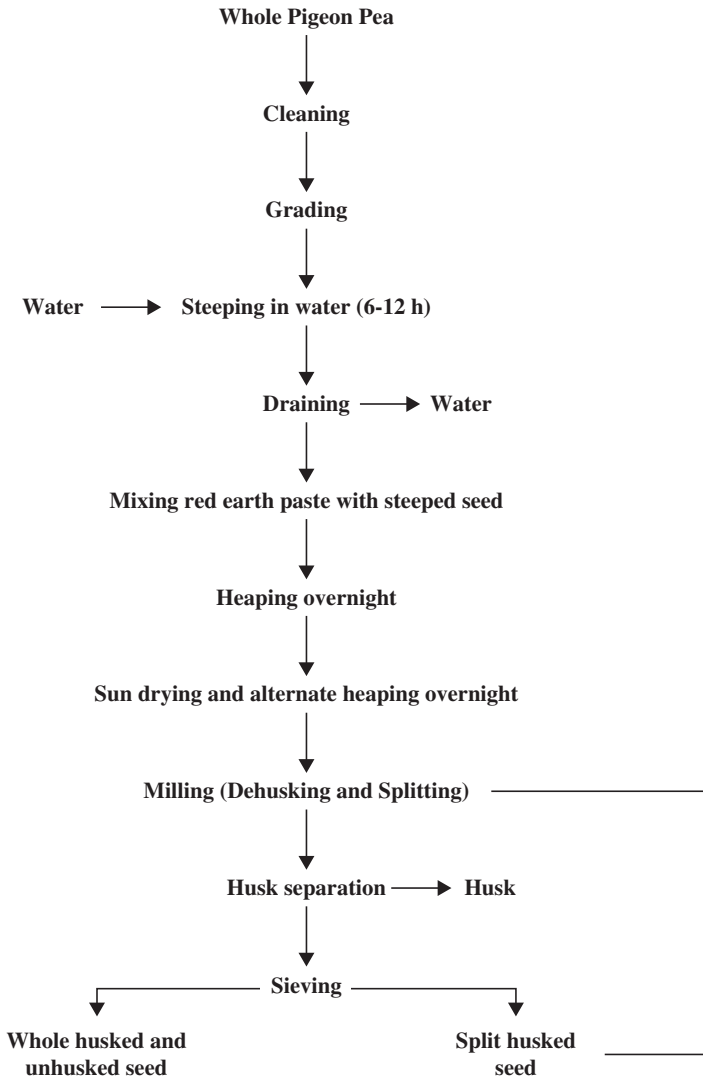 Whole Pigeon Pea
Cleaning
Grading
Water
Steeping in water (6-12 h)
Draining
Water
Mixing red earth paste with steeped seed
Heaping overnight
Sun drying and alternate heaping overnight
Milling (Dehusking and Splitting)
Husk separation
Husk
Sieving
Whole husked and
unhusked seed
Split husked
seed